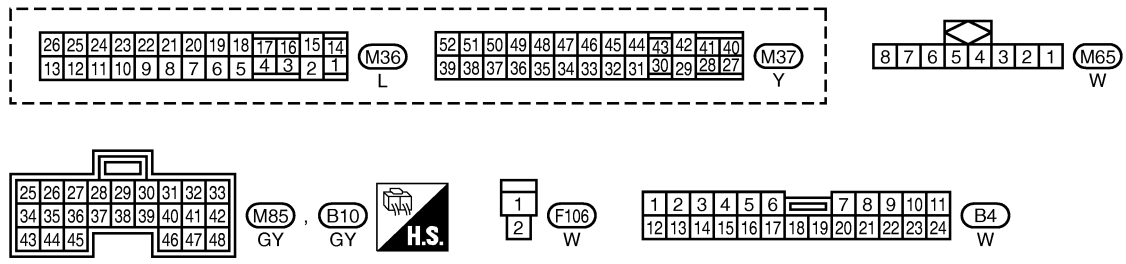 26 25 24 23 22 21 20 19 18 17 16 15 14
13 12 11 10 9 8 7 6 5 4 3 2 1
M36
L
52 51 50 49 48 47 46 45 44 43 42 41 40
39 38 37 36 35 34 33 32 31 30 29 28 27
M37
Y
8 7 6 5 4 3 2 1
M65
W
25 26 27 28 29 30 31 32 33
34 35 36 37 38 39 40 41 42
43 44 45 46 47 48
M85 , B10
GY GY
H.S.
1
2
F106
W
1 2 3 4 5 6 7 8 9 10 11
12 13 14 15 16 17 18 19 20 21 22 23 24
B4
W